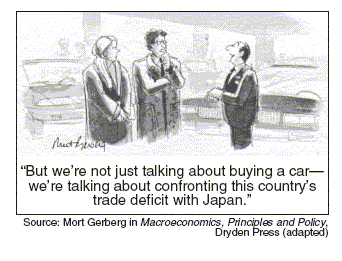 Mort Gerberg
“But we’re not just talking about buying a car—
we’re talking about confronting this country’s
trade deficit with Japan.”
Source: Mort Gerberg in Macroeconomics, Principles and Policy,
Dryden Press (adapted)